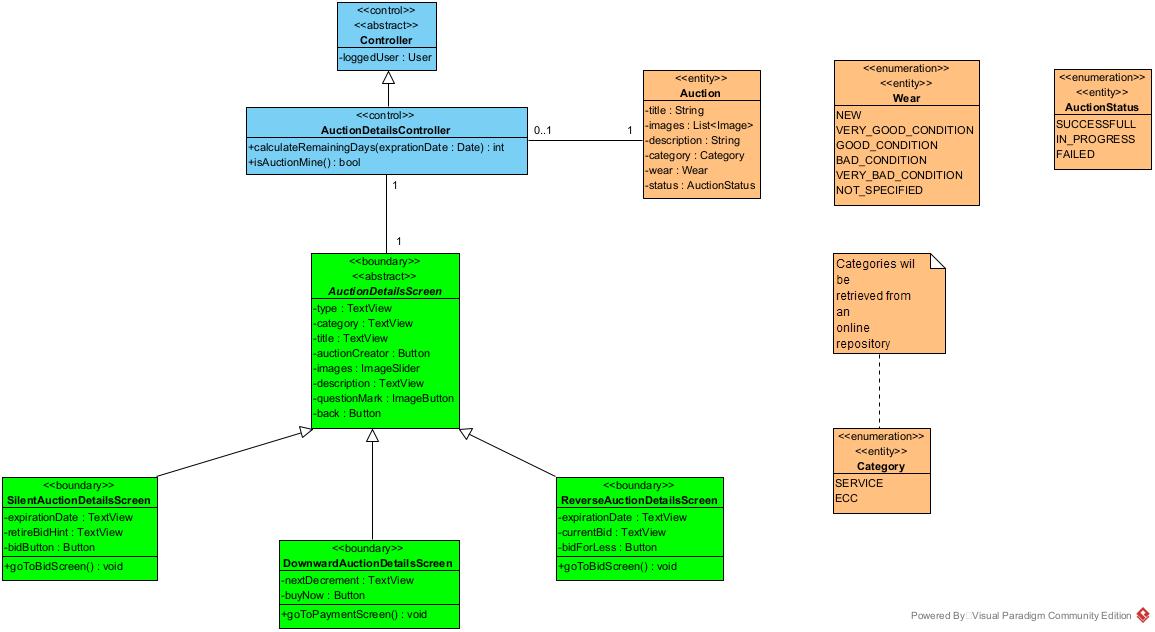 <<control>>
<<abstract>>
Controller
-loggedUser : User
<<control>>
AuctionDetailsController
+calculateRemainingDays(exprationDate : Date) : int
+isAuctionMine() : bool
0..1
1
<<entity>>
Auction
-title : String
-images : List<Image>
-description : String
-category : Category
-wear : Wear
-status : AuctionStatus
<<enumeration>>
<<entity>>
Wear
NEW
VERY_GOOD_CONDITION
GOOD_CONDITION
BAD_CONDITION
VERY_BAD_CONDITION
NOT_SPECIFIED
<<enumeration>>
<<entity>>
AuctionStatus
SUCCESSFULL
IN_PROGRESS
FAILED
1
1
<<boundary>>
<<abstract>>
AuctionDetailsScreen
-type : TextView
-category : TextView
-title : TextView
-auctionCreator : Button
-images : ImageSlider
-description : TextView
-questionMark : ImageButton
-back : Button
Categories wil
be
retrieved from
an
online
repository
<<enumeration>>
<<entity>>
Category
SERVICE
ECC
<<boundary>>
SilentAuctionDetailsScreen
-expirationDate : TextView
-retireBidHint : TextView
-bidButton : Button
+goToBidScreen() : void
<<boundary>>
DownwardAuctionDetailsScreen
-nextDecrement : TextView
-buyNow : Button
+goToPaymentScreen() : void
<<boundary>>
ReverseAuctionDetailsScreen
-expirationDate : TextView
-currentBid : TextView
-bidForLess : Button
+goToBidScreen() : void
Powered By Visual Paradigm Community Edition